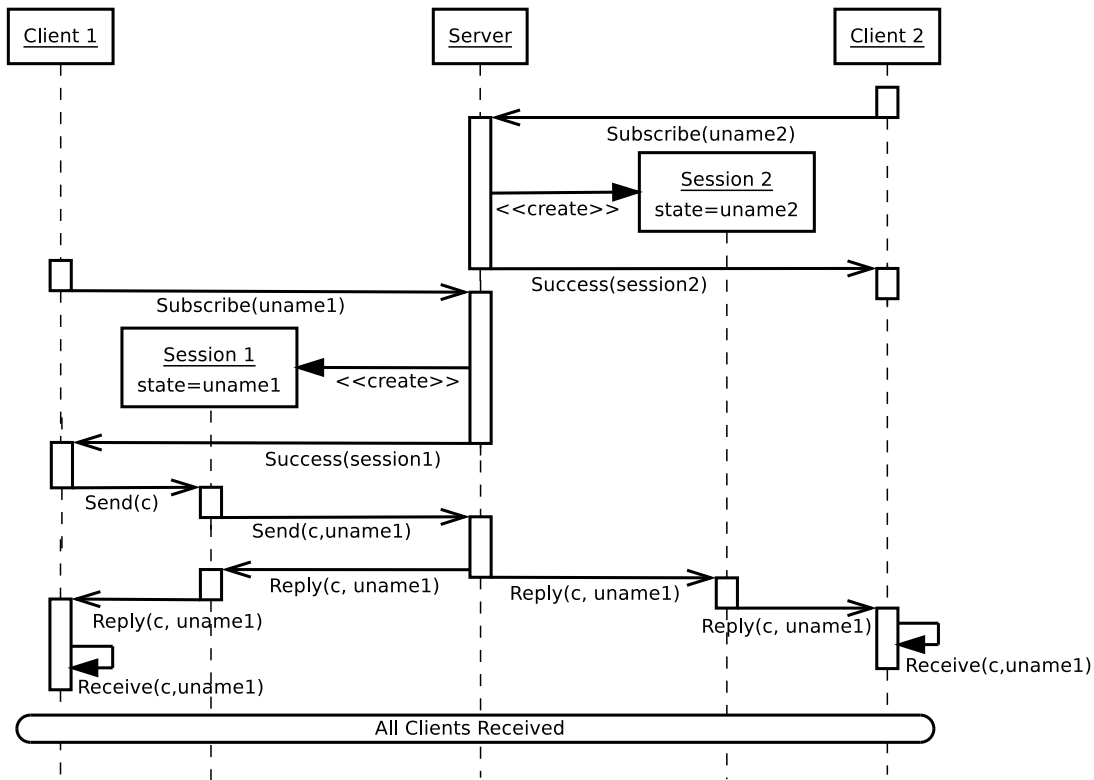 Client 1
Server
Client 2
Subscribe(uname2)
Session 2
state=uname2
<<create>>
Success(session2)
Subscribe(uname1)
Session 1
state=uname1
<<create>>
Success(session1)
Send(c)
Send(c,uname1)
Reply(c, uname1)
Reply(c, uname1)
Reply(c, uname1)
Reply(c, uname1)
Receive(c,uname1)
Receive(c,uname1)
All Clients Received